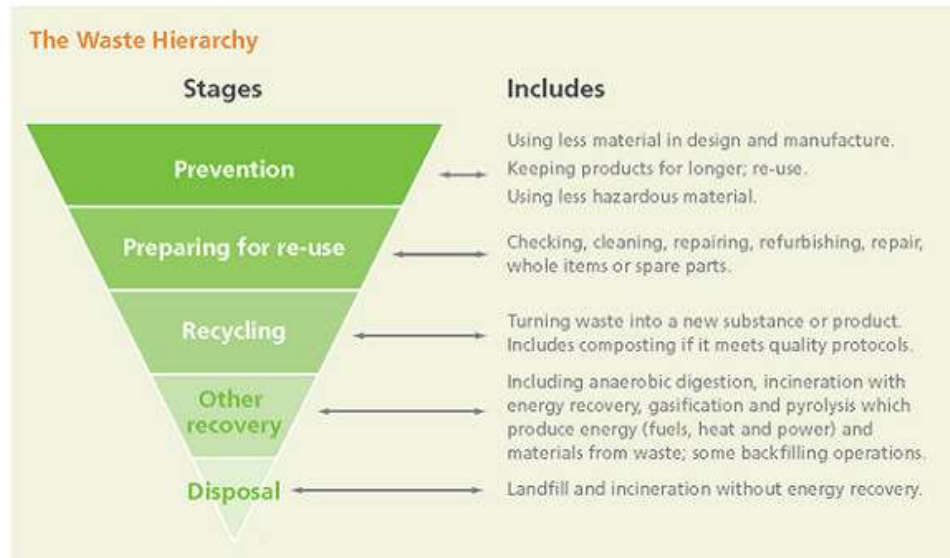 The Waste Hierarchy
Stages
Includes
Prevention
Using less material in design and manufacture.
Keeping products for longer; re-use.
Using less hazardous material.
Preparing for re-use
Checking, cleaning, repairing, refurbishing, repair,
whole items or spare parts.
Recycling
Turning waste into a new substance or product.
Includes composting if it meets quality protocols.
Other
recovery
Including anaerobic digestion, incineration with
energy recovery, gasification and pyrolysis which
produce energy (fuels, heat and power) and
materials from waste; some backfilling operations.
Disposal
Landfill and incineration without energy recovery.